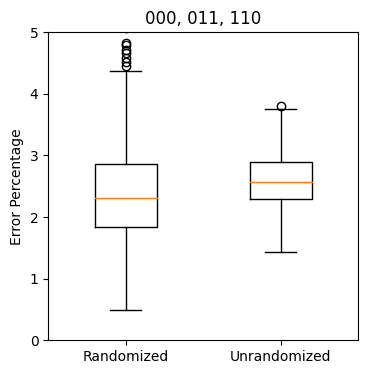 000, 011, 110
Error Percentage
5
4
3
2
1
0
Randomized
Unrandomized